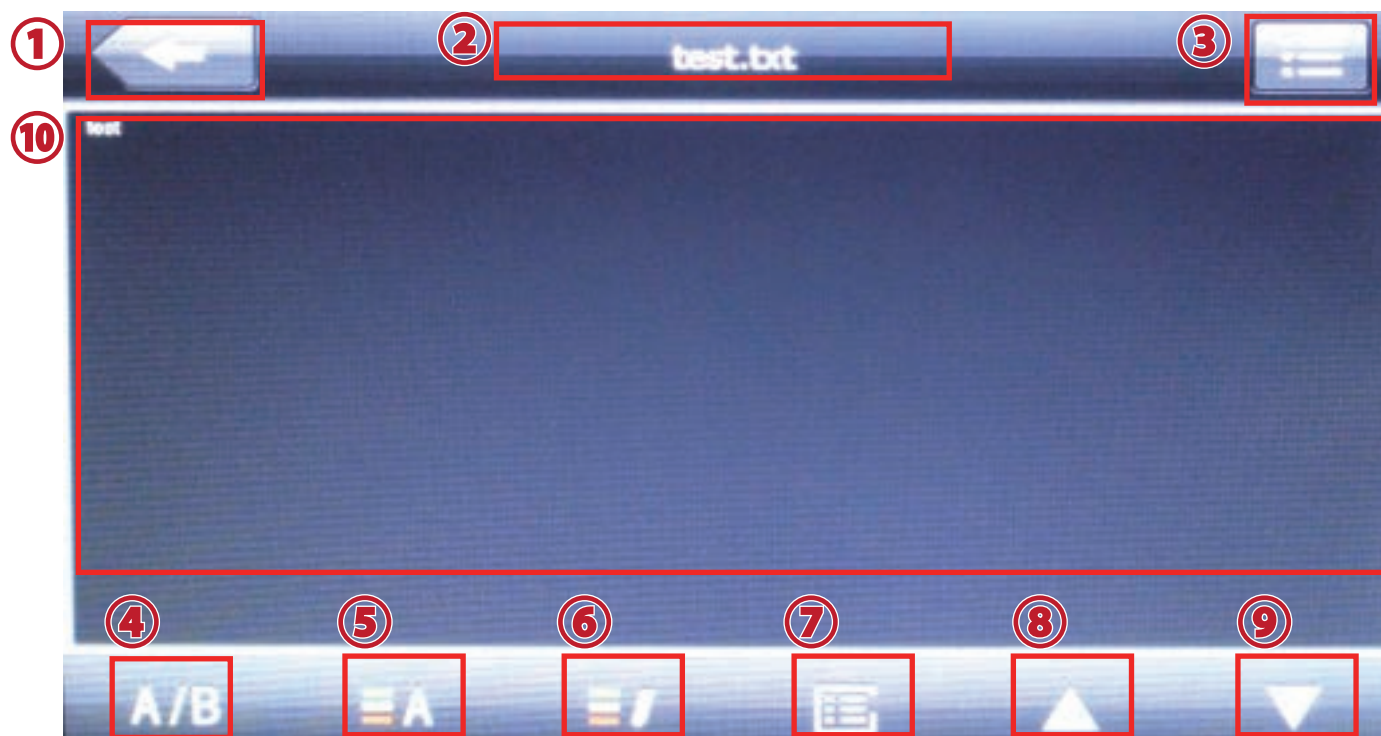 ① ② test.txt ③
⑩ test
④ ⑤ ⑥ ⑦ ⑧ ⑨
A/B A